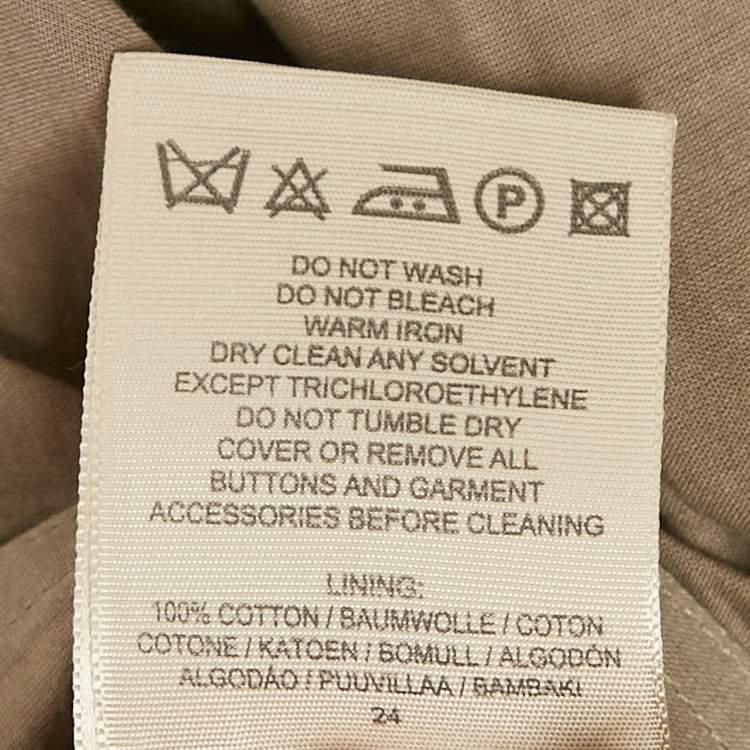 P
DO NOT WASH
DO NOT BLEACH
WARM IRON
DRY CLEAN ANY SOLVENT
EXCEPT TRICHLOROETHYLENE
DO NOT TUMBLE DRY
COVER OR REMOVE ALL
BUTTONS AND GARMENT
ACCESSORIES BEFORE CLEANING
LINING:
100% COTTON / BAUMWOLLE / COTON
COTONE / KATOEN / BOMULL / ALGODÓN
ALGODÃO / PUUVILLAA / BAMBAKI
24